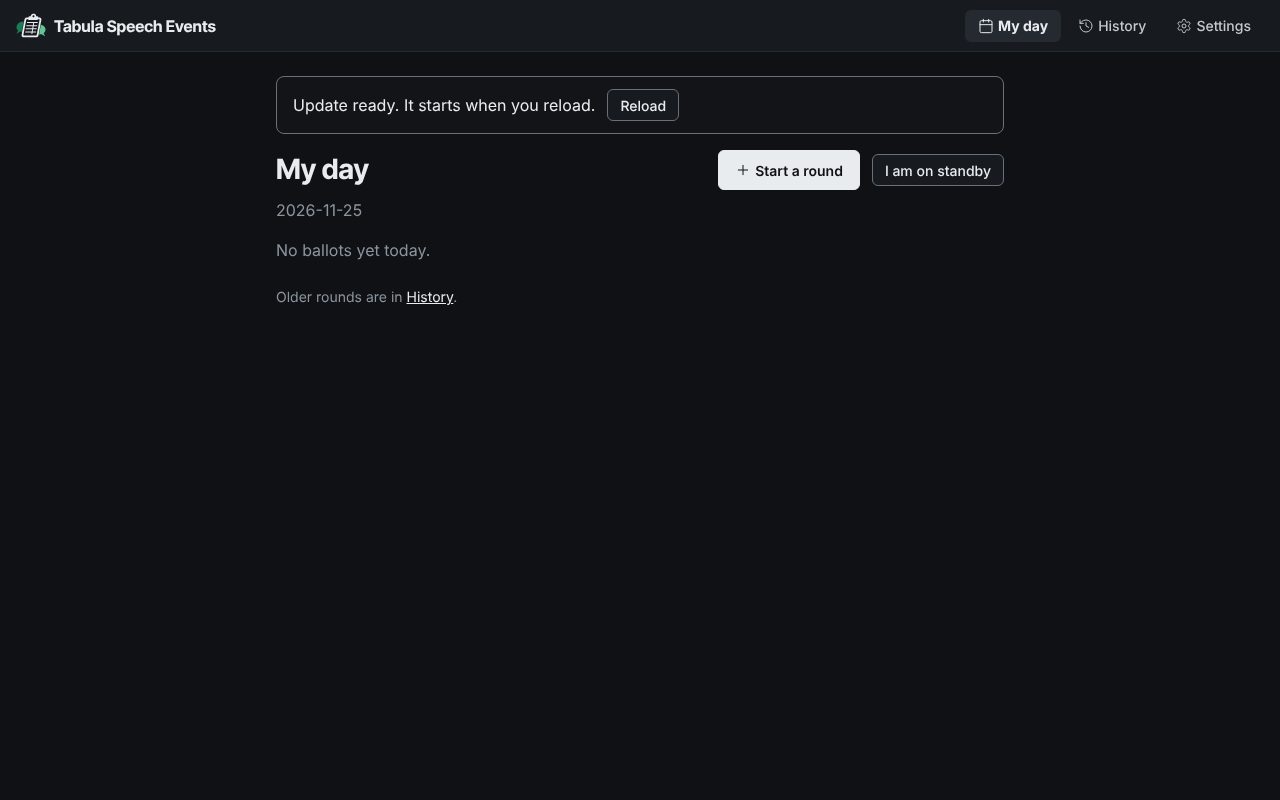 Tabula Speech Events
My day
History
Settings
Update ready. It starts when you reload.
Reload
My day
Start a round
I am on standby
2026-11-25
No ballots yet today.
Older rounds are in History.